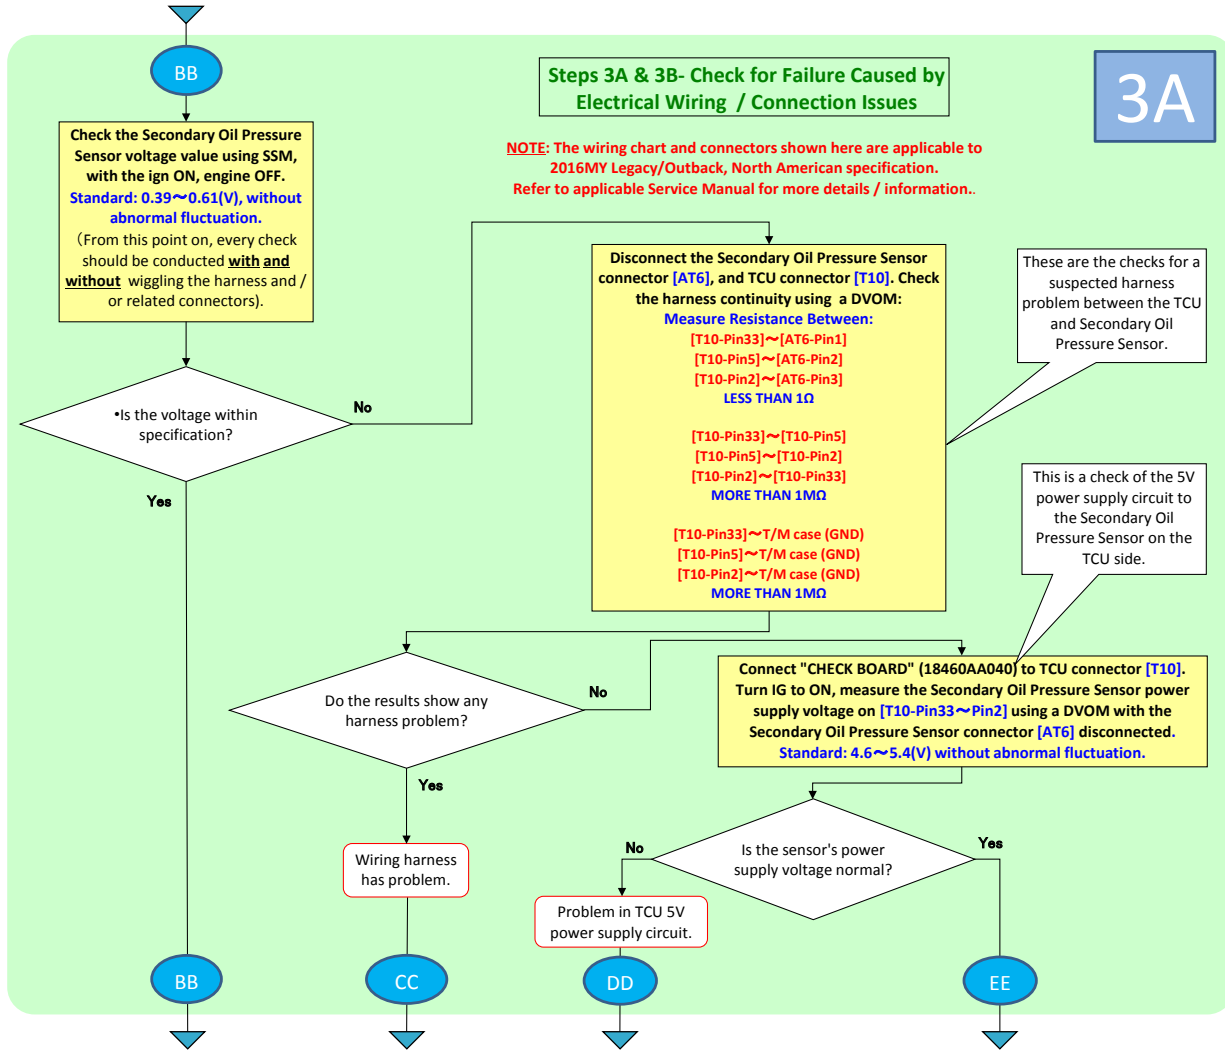 BB
Steps 3A & 3B- Check for Failure Caused by
Electrical Wiring / Connection Issues
3A
NOTE: The wiring chart and connectors shown here are applicable to
2016MY Legacy/Outback, North American specification.
Refer to applicable Service Manual for more details / information..
Check the Secondary Oil Pressure
Sensor voltage value using SSM,
with the ign ON, engine OFF.
Standard: 0.39~0.61(V), without
abnormal fluctuation.
(From this point on, every check
should be conducted with and
without wiggling the harness and /
or related connectors).
•Is the voltage within
specification?
No
Yes
Disconnect the Secondary Oil Pressure Sensor
connector [AT6], and TCU connector [T10]. Check
the harness continuity using a DVOM:
Measure Resistance Between:
[T10-Pin33]~[AT6-Pin1]
[T10-Pin5]~[AT6-Pin2]
[T10-Pin2]~[AT6-Pin3]
LESS THAN 1Ω
[T10-Pin33]~[T10-Pin5]
[T10-Pin5]~[T10-Pin2]
[T10-Pin2]~[T10-Pin33]
MORE THAN 1MΩ
[T10-Pin33]~T/M case (GND)
[T10-Pin5]~T/M case (GND)
[T10-Pin2]~T/M case (GND)
MORE THAN 1MΩ
These are the checks for a
suspected harness
problem between the TCU
and Secondary Oil
Pressure Sensor.
This is a check of the 5V
power supply circuit to
the Secondary Oil
Pressure Sensor on the
TCU side.
Do the results show any
harness problem?
No
Yes
Connect "CHECK BOARD" (18460AA040) to TCU connector [T10].
Turn IG to ON, measure the Secondary Oil Pressure Sensor power
supply voltage on [T10-Pin33~Pin2] using a DVOM with the
Secondary Oil Pressure Sensor connector [AT6] disconnected.
Standard: 4.6~5.4(V) without abnormal fluctuation.
Wiring harness
has problem.
Is the sensor's power
supply voltage normal?
No
Yes
Problem in TCU 5V
power supply circuit.
BB
CC
DD
EE